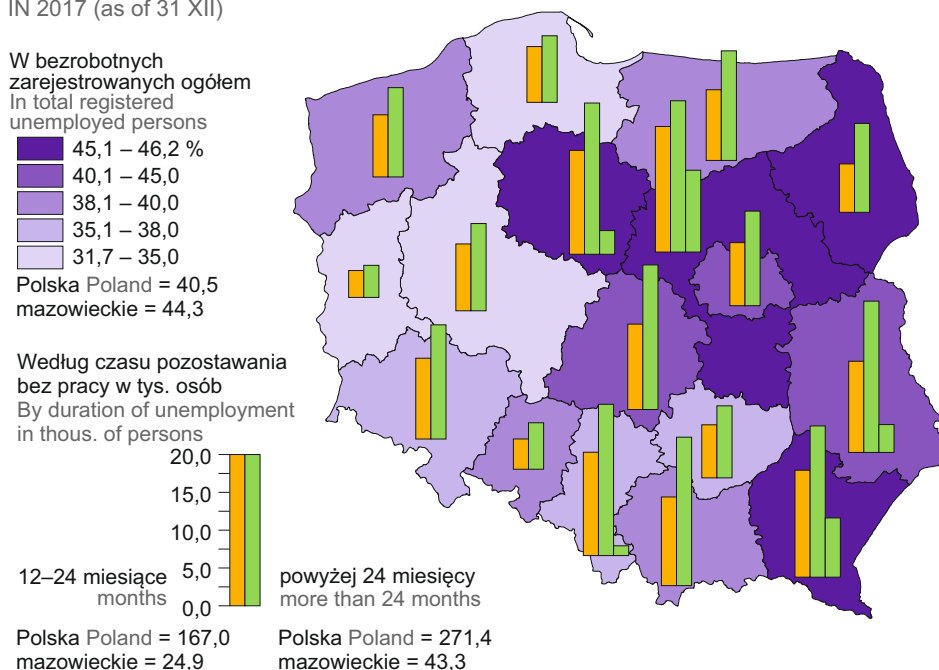 IN 2017 (as of 31 XII)
W bezrobotnych
zarejestrowanych ogółem
In total registered
unemployed persons
45,1 – 46,2 %
40,1 – 45,0
38,1 – 40,0
35,1 – 38,0
31,7 – 35,0
Polska Poland = 40,5
mazowieckie = 44,3
Według czasu pozostawania
bez pracy w tys. osób
By duration of unemployment
in thous. of persons
20,0
15,0
10,0
5,0
0,0
12–24 miesiące
months
powyżej 24 miesięcy
more than 24 months
Polska Poland = 167,0
mazowieckie = 24,9
Polska Poland = 271,4
mazowieckie = 43,3